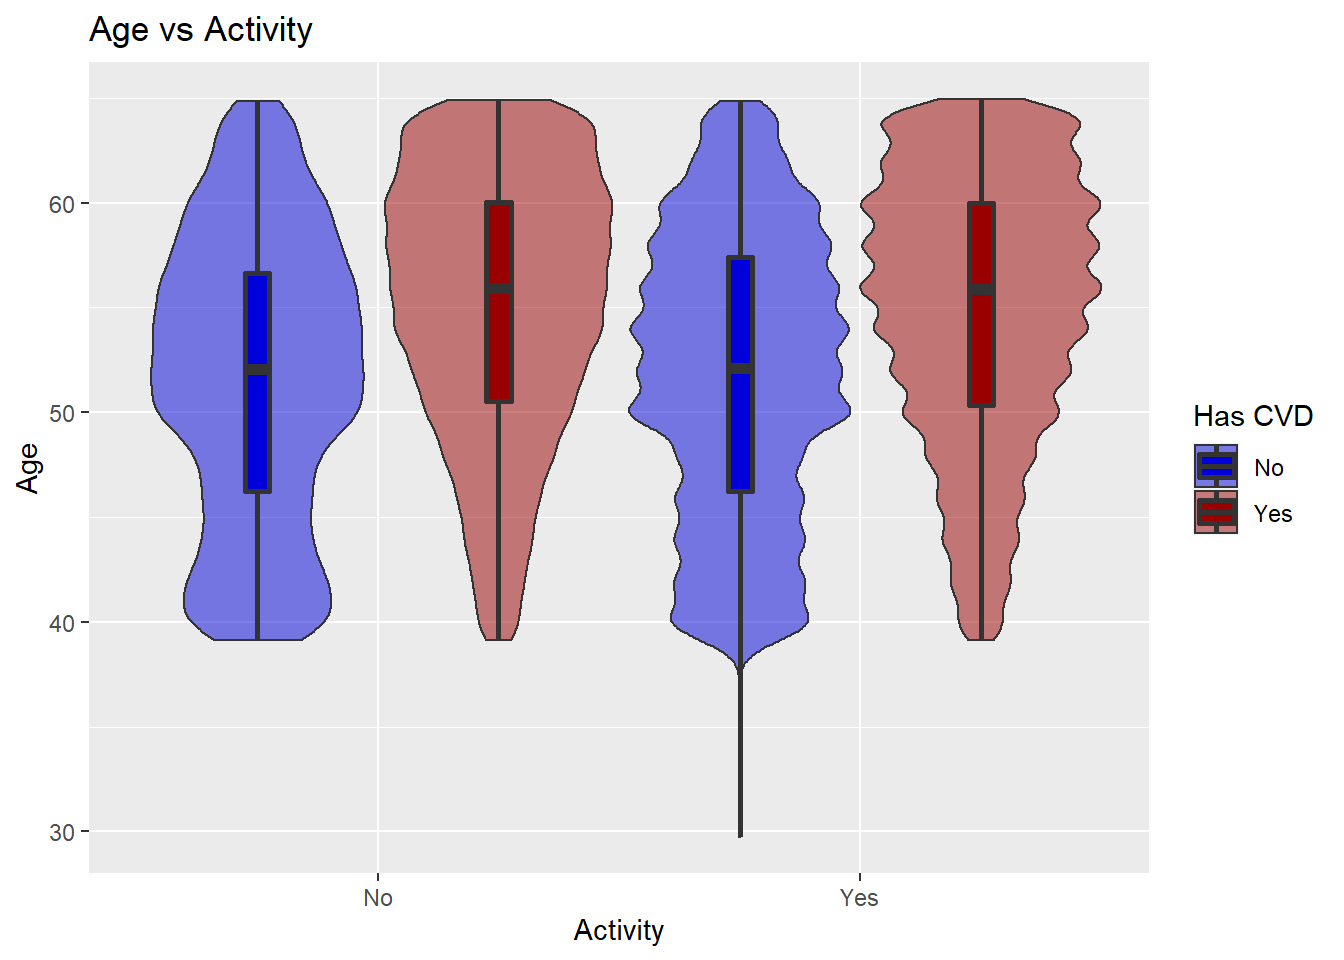 Age vs Activity
Age
60
50
40
30
No
Yes
Activity
Has CVD
No
Yes